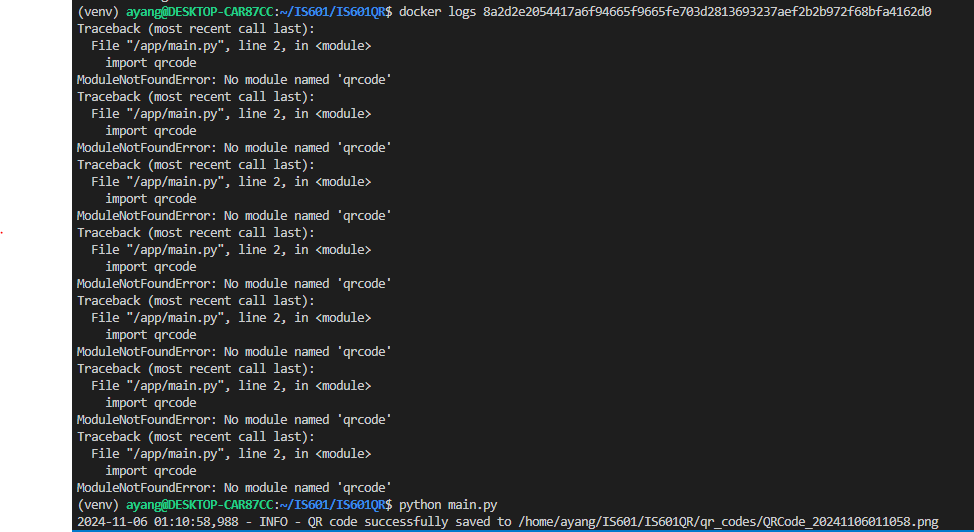 (venv) ayang@DESKTOP-CAR87CC:~/IS601/IS601QR$ docker logs 8a2d2e2054417a6f94665f9665fe703d2813693237aef2b2b972f68bfa4162d0
Traceback (most recent call last):
  File "/app/main.py", line 2, in <module>
    import qrcode
ModuleNotFoundError: No module named 'qrcode'
Traceback (most recent call last):
  File "/app/main.py", line 2, in <module>
    import qrcode
ModuleNotFoundError: No module named 'qrcode'
Traceback (most recent call last):
  File "/app/main.py", line 2, in <module>
    import qrcode
ModuleNotFoundError: No module named 'qrcode'
Traceback (most recent call last):
  File "/app/main.py", line 2, in <module>
    import qrcode
ModuleNotFoundError: No module named 'qrcode'
Traceback (most recent call last):
  File "/app/main.py", line 2, in <module>
    import qrcode
ModuleNotFoundError: No module named 'qrcode'
Traceback (most recent call last):
  File "/app/main.py", line 2, in <module>
    import qrcode
ModuleNotFoundError: No module named 'qrcode'
Traceback (most recent call last):
  File "/app/main.py", line 2, in <module>
    import qrcode
ModuleNotFoundError: No module named 'qrcode'
(venv) ayang@DESKTOP-CAR87CC:~/IS601/IS601QR$ python main.py
2024-11-06 01:10:58,988 - INFO - QR code successfully saved to /home/ayang/IS601/IS601QR/qr_codes/QRCode_20241106011058.png